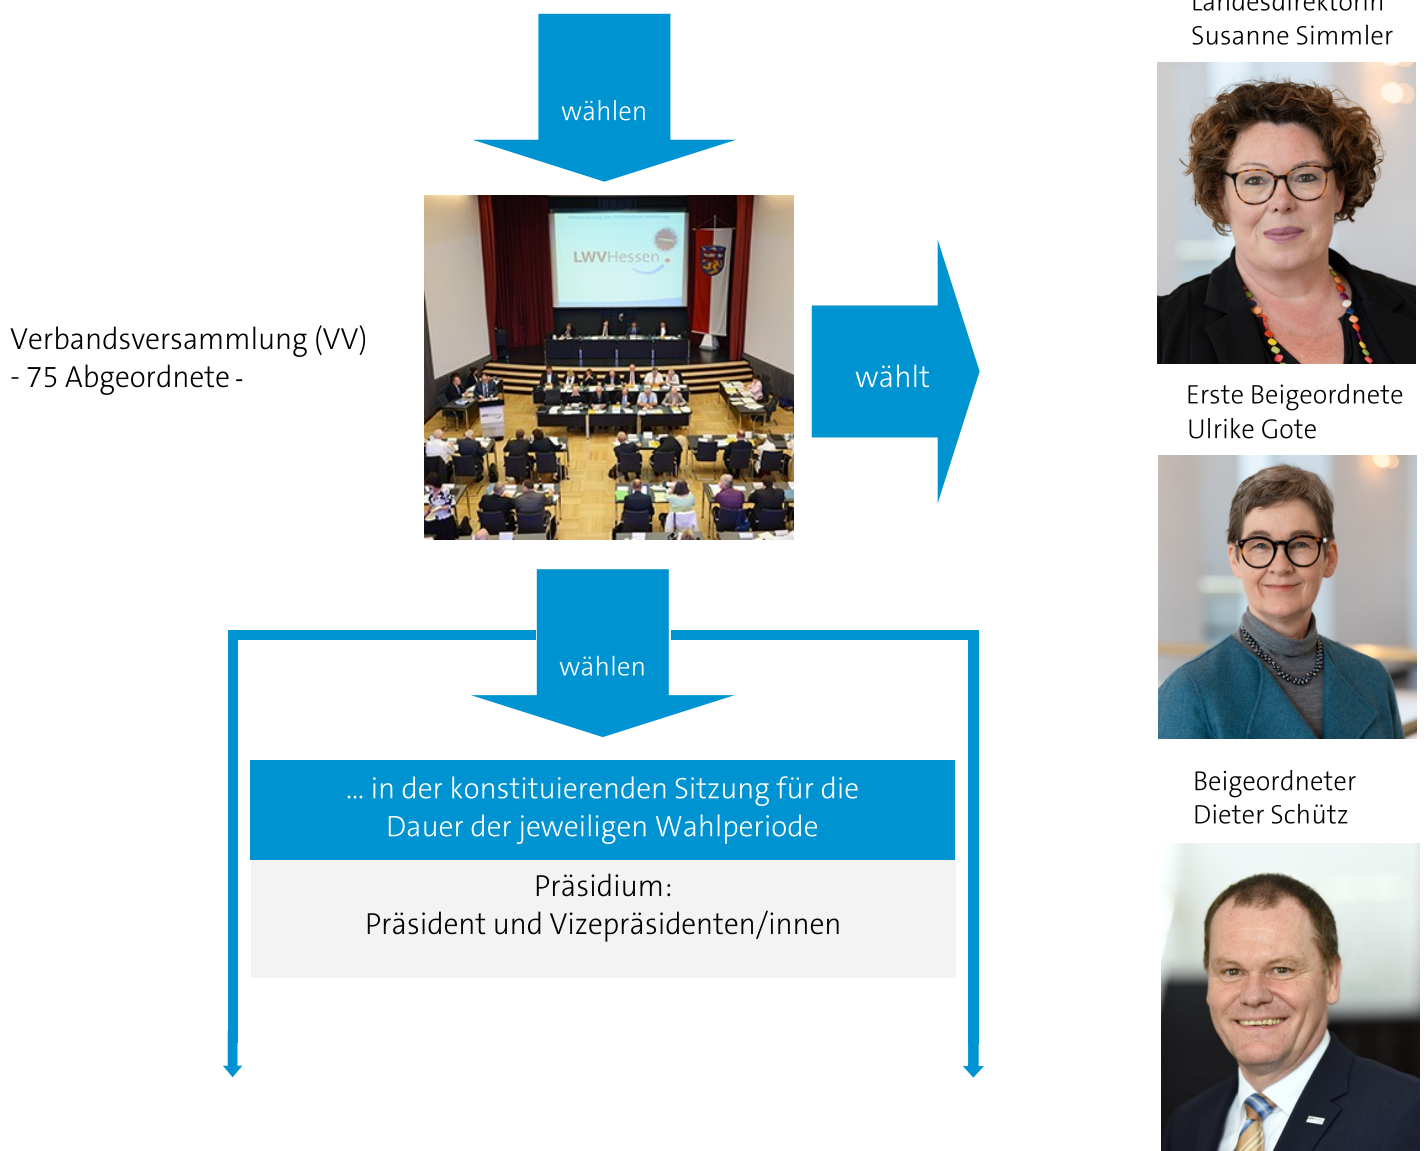 Landesdirektorin
Susanne Simmler
wählen
LWVHessen
Verbandsversammlung (VV)
- 75 Abgeordnete -
wählt
Erste Beigeordnete
Ulrike Gote
wählen
... in der konstituierenden Sitzung für die
Dauer der jeweiligen Wahlperiode
Präsidium:
Präsident und Vizepräsidenten/innen
Beigeordneter
Dieter Schütz